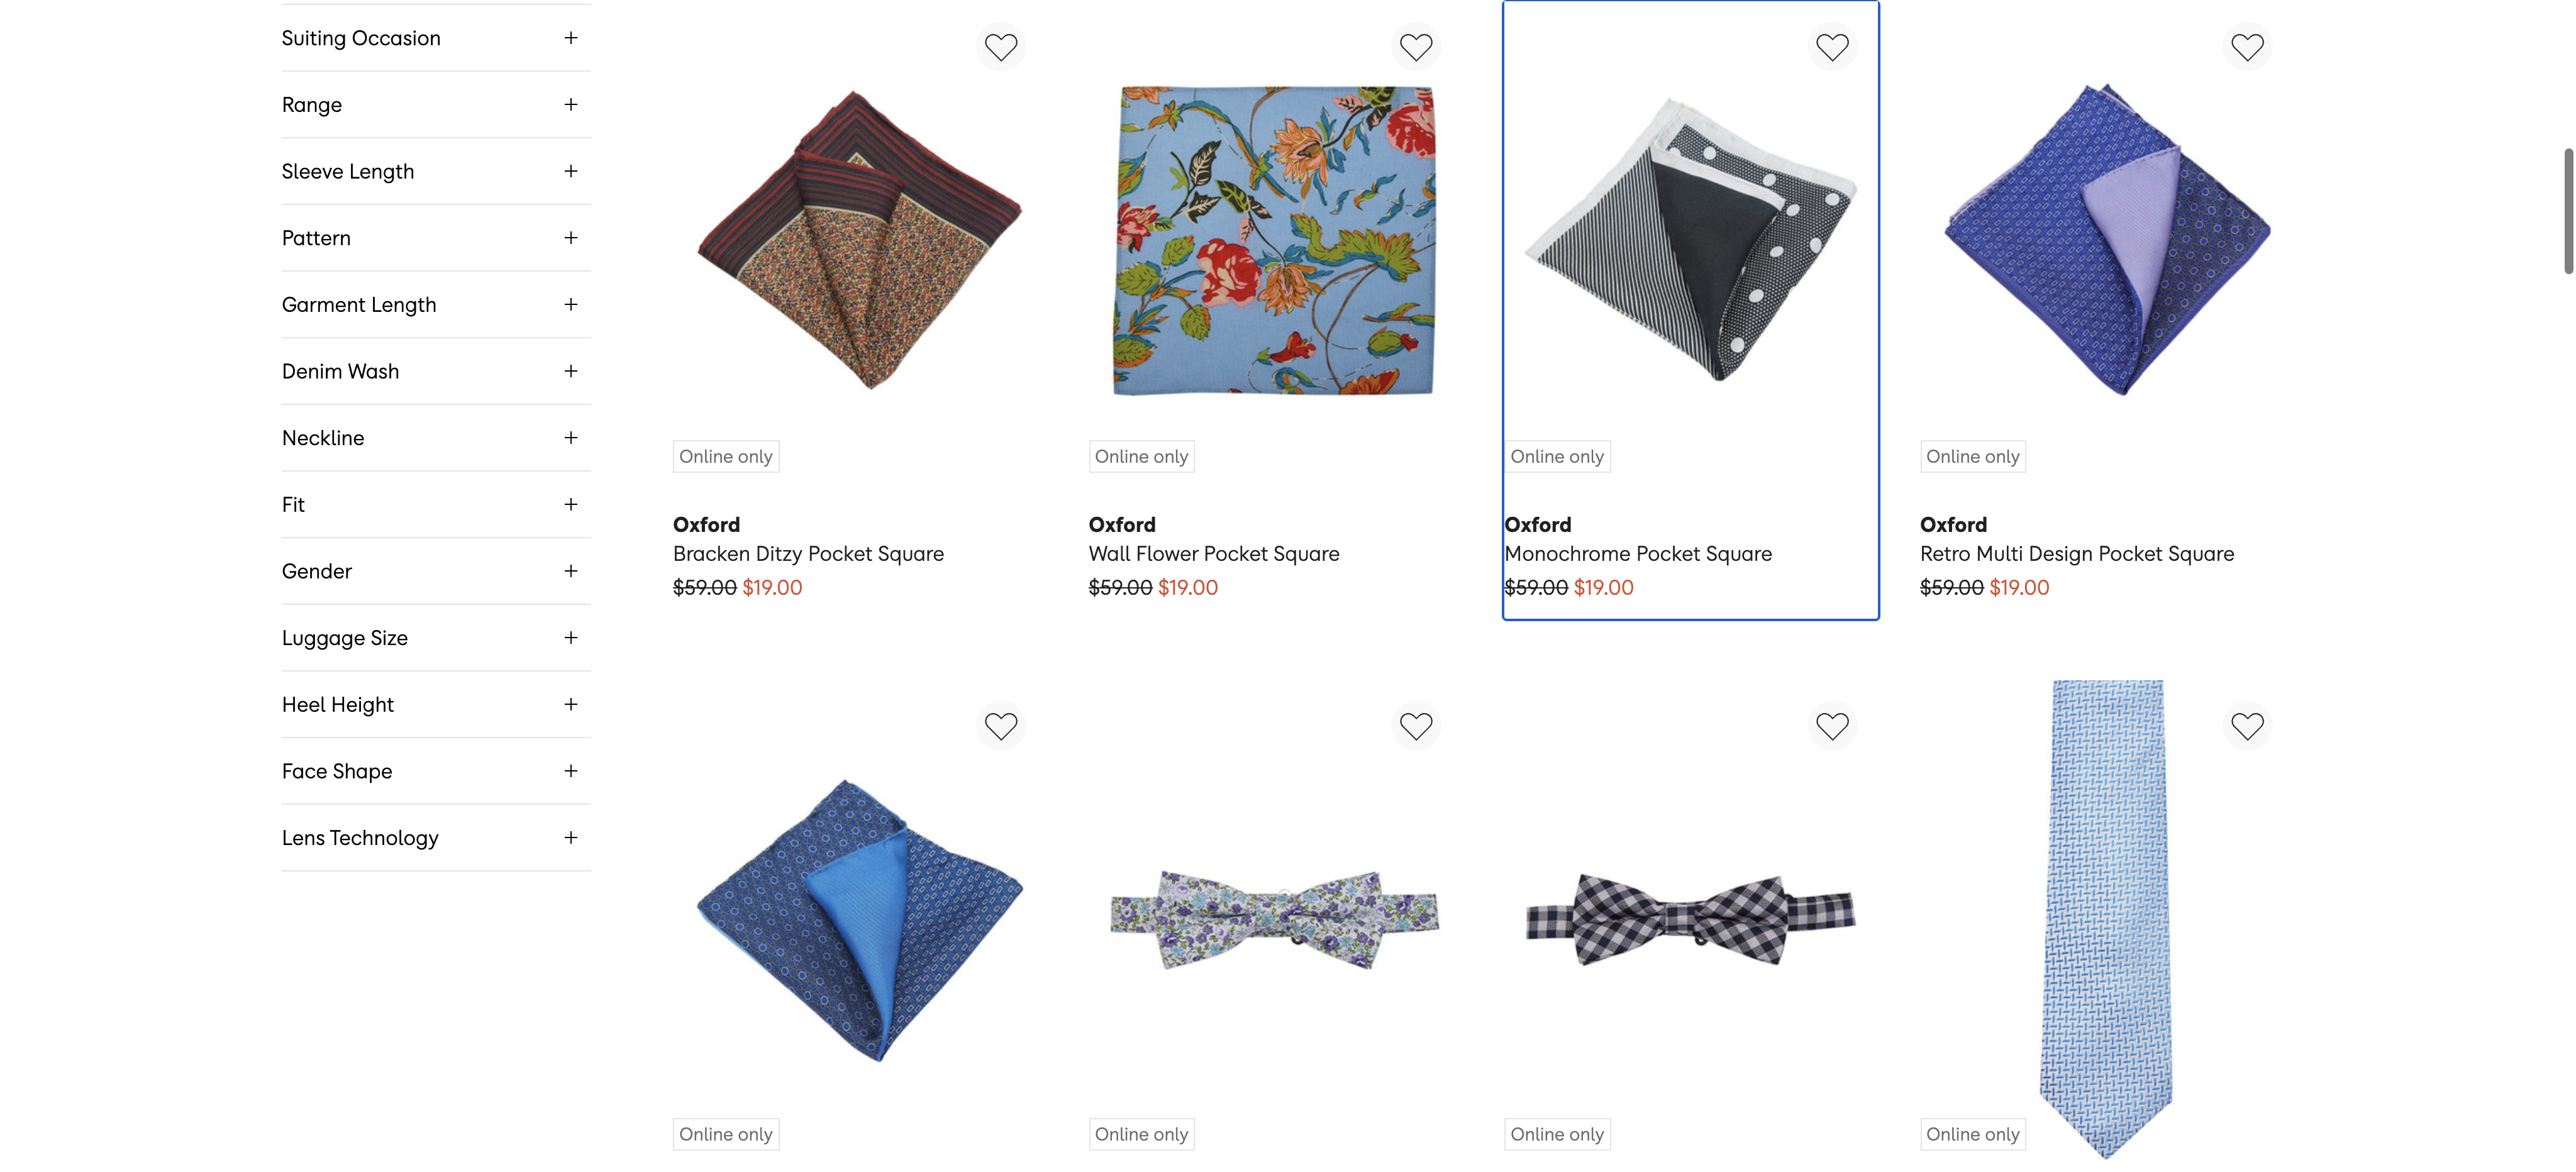 Suiting Occasion
Range
Sleeve Length
Pattern
Garment Length
Denim Wash
Neckline
Fit
Gender
Luggage Size
Heel Height
Face Shape
Lens Technology
Online only
Oxford
Bracken Ditzy Pocket Square
$59.00 $19.00
Online only
Oxford
Wall Flower Pocket Square
$59.00 $19.00
Online only
Oxford
Monochrome Pocket Square
$59.00 $19.00
Online only
Oxford
Retro Multi Design Pocket Square
$59.00 $19.00
Online only
Online only
Online only
Online only